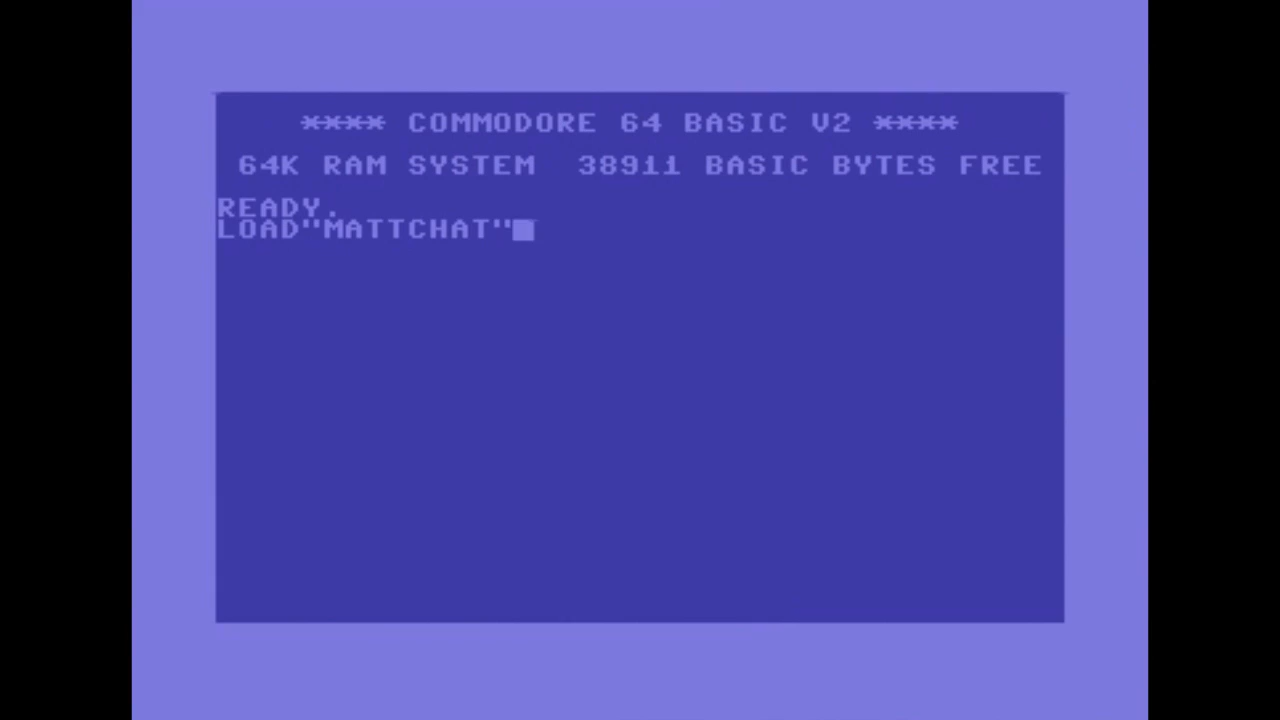 **** COMMODORE 64 BASIC V2 ****
64K RAM SYSTEM  38911 BASIC BYTES FREE
READY.
LOAD"MATTCHAT"